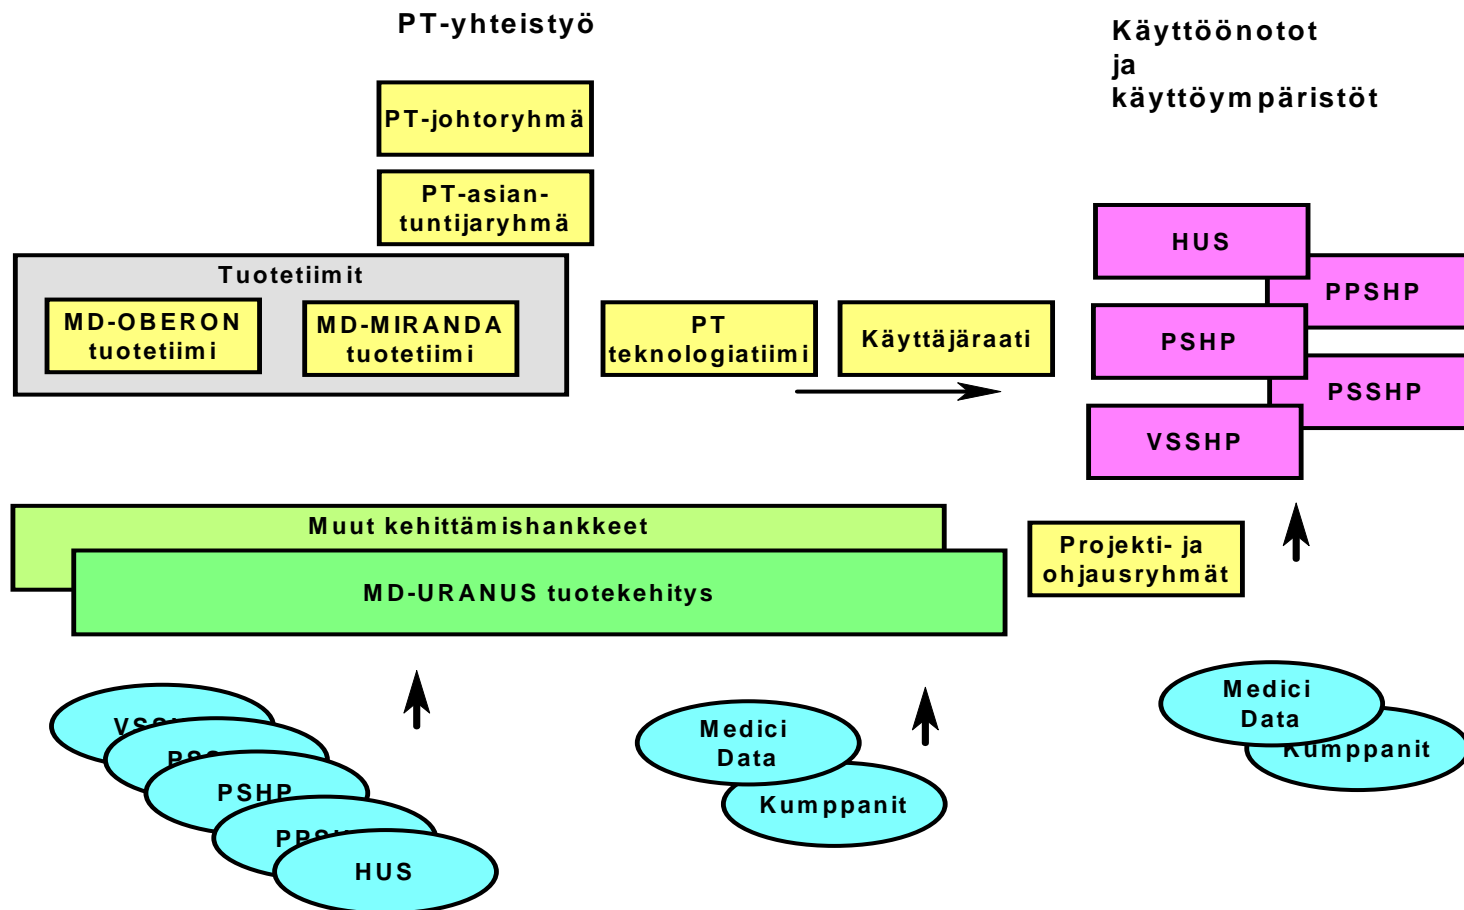 PT-yhteistyö
Käyttöönotot
ja
käyttöympäristöt
PT-johtoryhmä
PT-asian-
tuntijaryhmä
Tuotetiimit
MD-OBERON
tuotetiimi
MD-MIRANDA
tuotetiimi
PT
teknologiatiimi
Käyttäjäraati
HUS
PPSHP
PSHP
PSSHP
VSSHP
Muut kehittämishankkeet
MD-URANUS tuotekehitys
Projekti- ja
ohjausryhmät
PSHP
HUS
Medici
Data
Kumppanit
Medici
Data
Kumppanit